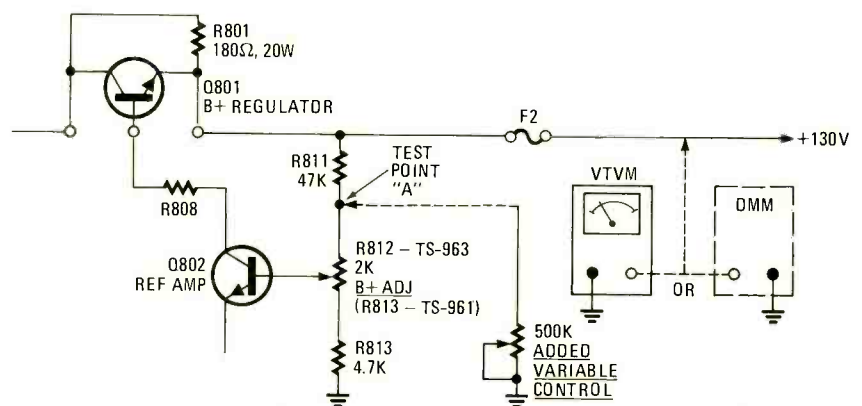 R801
180Ω, 20W
Q801
B+ REGULATOR
F2
+130V
R811
47K
TEST
POINT
"A"
VTVM
DMM
R808
Q802
REF AMP
R812 – TS-963
2K
B+ ADJ
(R813 – TS-961)
OR
R813
4.7K
500K
ADDED
VARIABLE
CONTROL